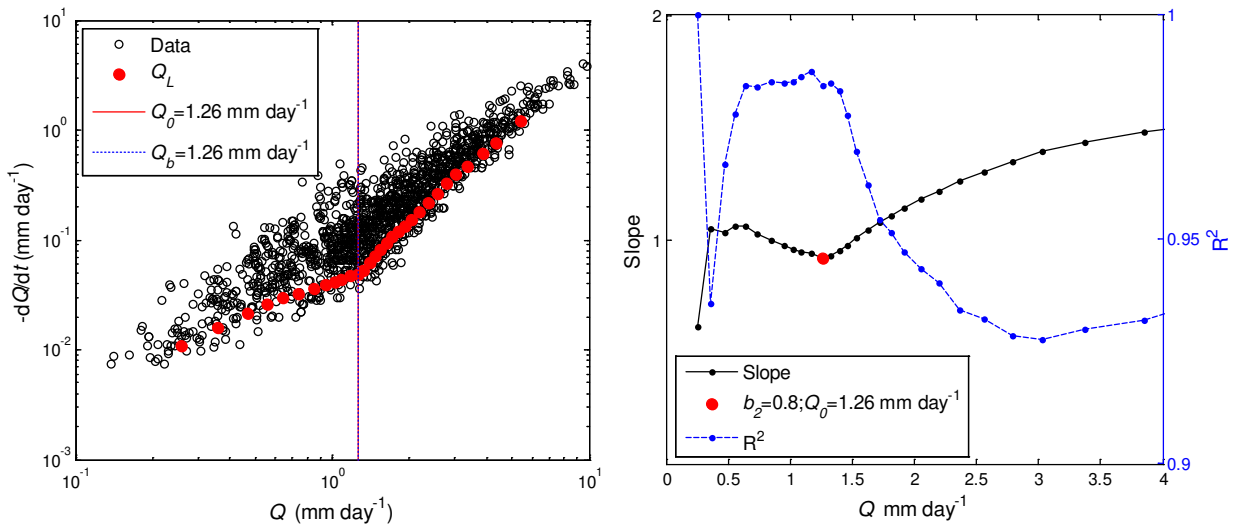 10^1
10^0
10^-1
10^-2
10^-3
-dQ/dt (mm day^-1)
Data
Q_L
Q_0=1.26 mm day^-1
Q_b=1.26 mm day^-1
10^-1 10^0 10^1
Q (mm day^-1)
2
1
Slope
Slope
b_2=0.8;Q_0=1.26 mm day^-1
R^2
0 0.5 1 1.5 2 2.5 3 3.5 4
Q mm day^-1
1
0.95
0.9
R^2